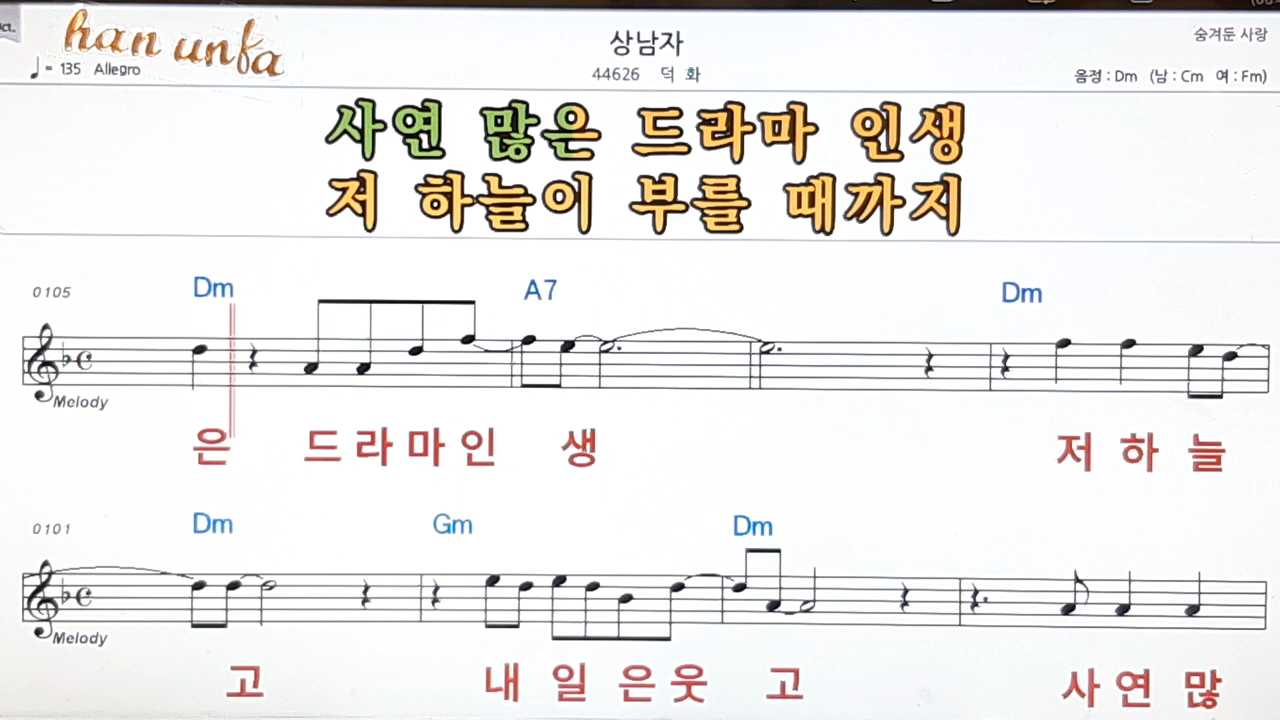 han unfa
♩= 135 Allegro
상남자
44626 덕 화
숨겨둔 사랑
음정 : Dm (남 : Cm 여 : Fm)
사연 많은 드라마 인생
저 하늘이 부를 때까지
0105
Dm A7 Dm
Melody
은 드 라 마 인 생 저 하 늘
0101
Dm Gm Dm
Melody
고 내 일 은 웃 고 사 연 많